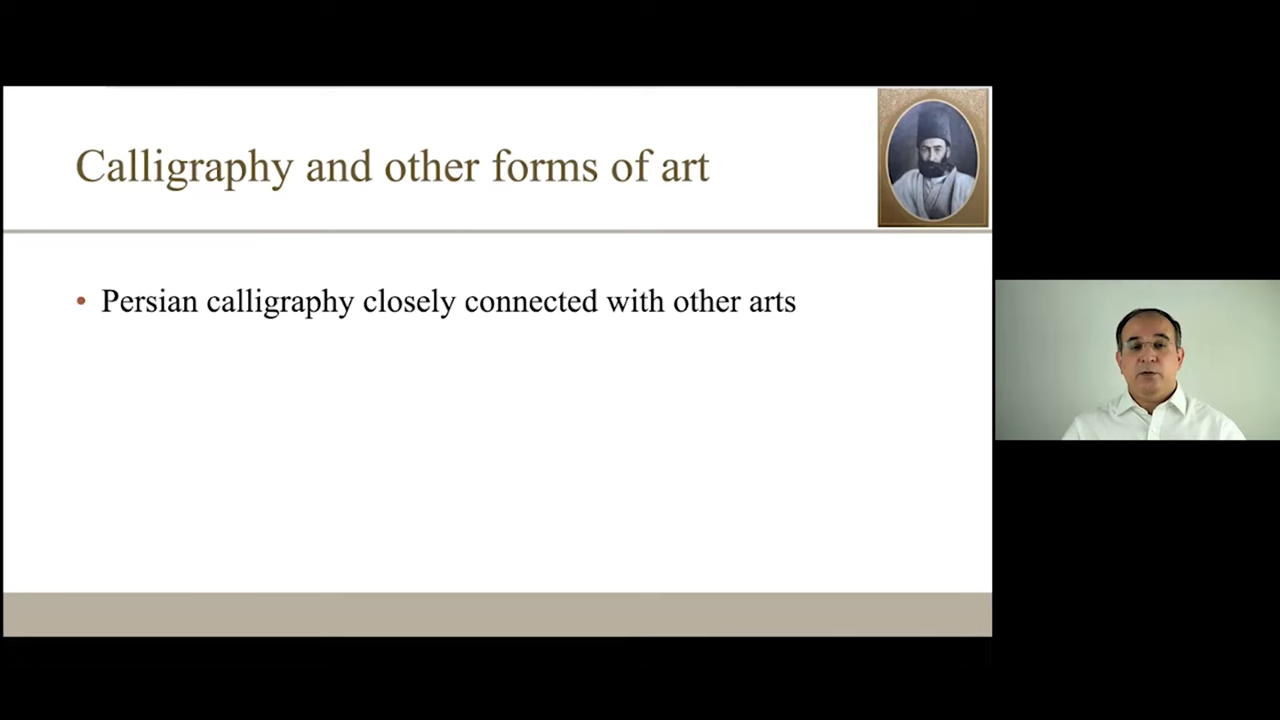 Calligraphy and other forms of art
• Persian calligraphy closely connected with other arts